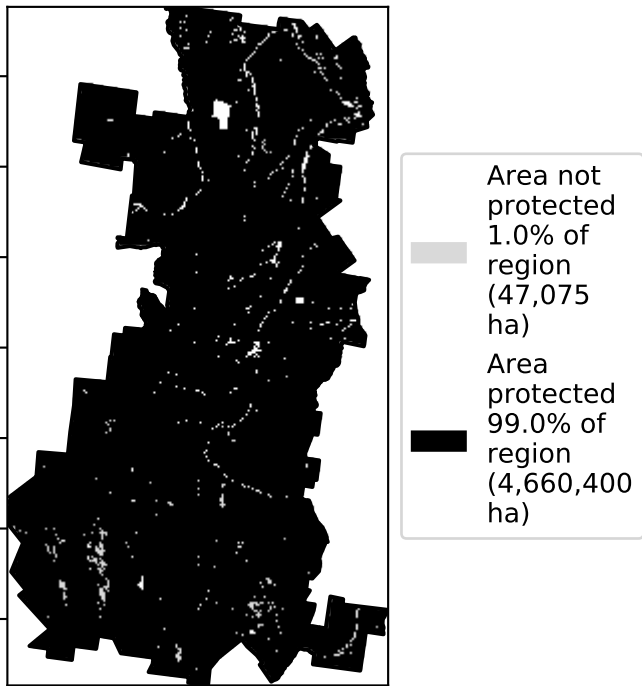 Area not
protected
1.0% of
region
(47,075
ha)
Area
protected
99.0% of
region
(4,660,400
ha)